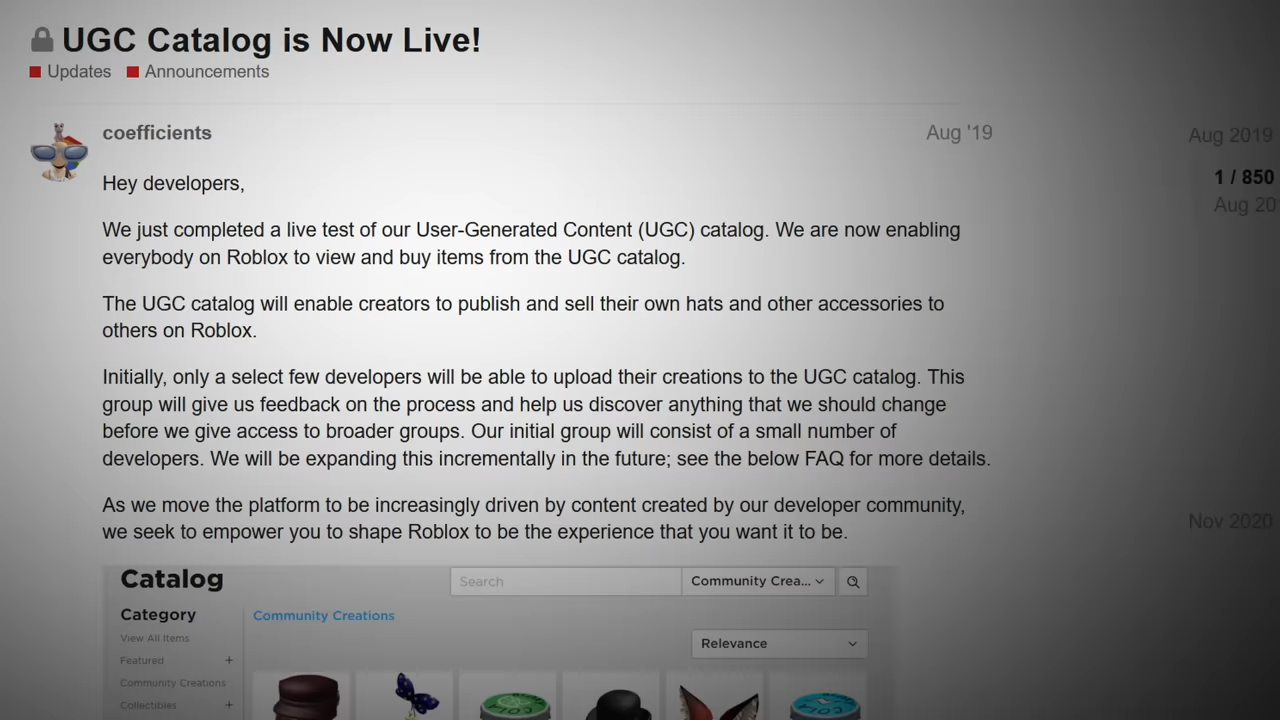 UGC Catalog is Now Live!
Updates Announcements
coefficients Aug '19
Aug 2019
1 / 850
Aug 20
Hey developers,
We just completed a live test of our User-Generated Content (UGC) catalog. We are now enabling
everybody on Roblox to view and buy items from the UGC catalog.
The UGC catalog will enable creators to publish and sell their own hats and other accessories to
others on Roblox.
Initially, only a select few developers will be able to upload their creations to the UGC catalog. This
group will give us feedback on the process and help us discover anything that we should change
before we give access to broader groups. Our initial group will consist of a small number of
developers. We will be expanding this incrementally in the future; see the below FAQ for more details.
As we move the platform to be increasingly driven by content created by our developer community,
we seek to empower you to shape Roblox to be the experience that you want it to be.
Nov 2020
Catalog
Search Community Crea...
Category
Community Creations
View All Items
Relevance
Featured +
Community Creations
Collectibles +